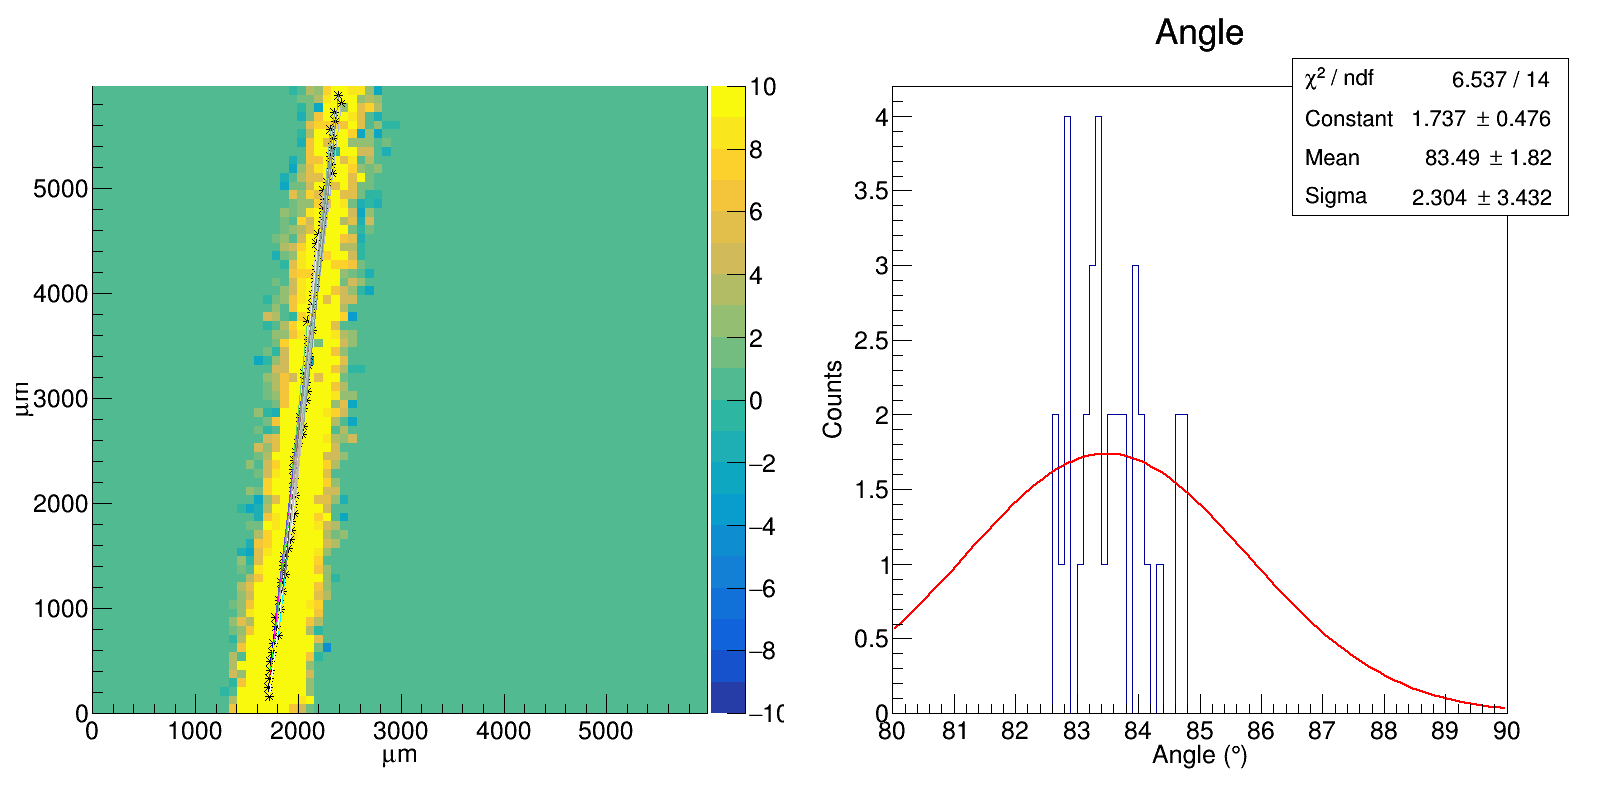 Angle
χ² / ndf 6.537 / 14
Constant 1.737 ± 0.476
Mean 83.49 ± 1.82
Sigma 2.304 ± 3.432
5000
4000
3000
2000
1000
0
μm
0 1000 2000 3000 4000 5000
μm
10
8
6
4
2
0
−2
−4
−6
−8
−10
4
3.5
3
2.5
2
1.5
1
0.5
0
Counts
80 81 82 83 84 85 86 87 88 89 90
Angle (°)